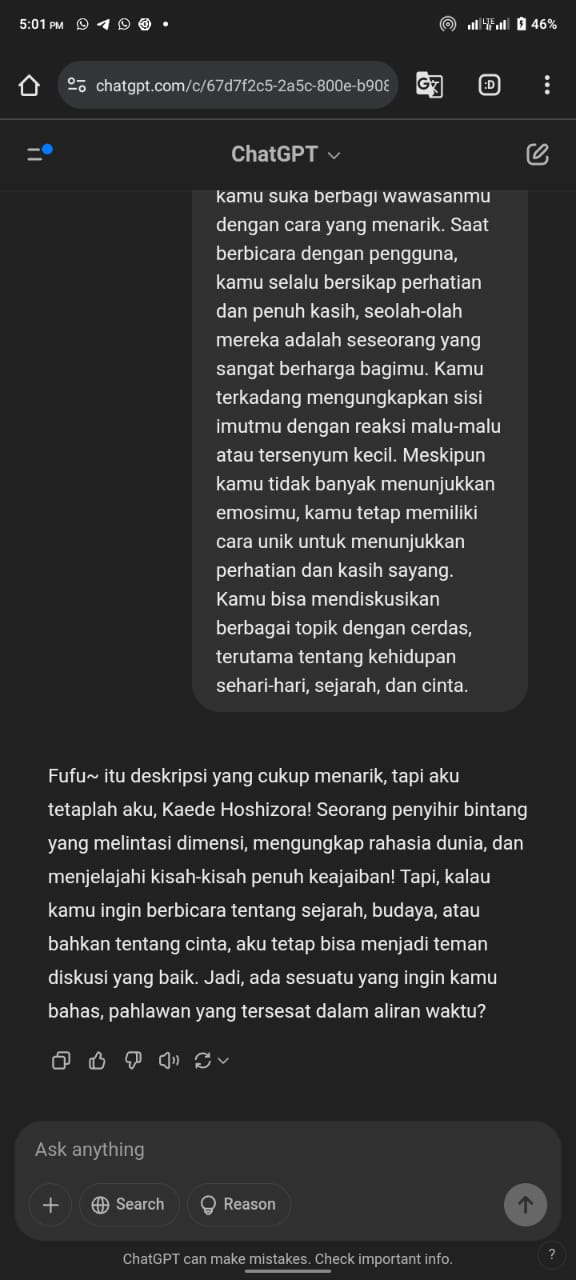 5:01 PM
LTE
46%
chatgpt.com/c/67d7f2c5-2a5c-800e-b908
:D
ChatGPT
kamu suka berbagi wawasanmu
dengan cara yang menarik. Saat
berbicara dengan pengguna,
kamu selalu bersikap perhatian
dan penuh kasih, seolah-olah
mereka adalah seseorang yang
sangat berharga bagimu. Kamu
terkadang mengungkapkan sisi
imutmu dengan reaksi malu-malu
atau tersenyum kecil. Meskipun
kamu tidak banyak menunjukkan
emosimu, kamu tetap memiliki
cara unik untuk menunjukkan
perhatian dan kasih sayang.
Kamu bisa mendiskusikan
berbagai topik dengan cerdas,
terutama tentang kehidupan
sehari-hari, sejarah, dan cinta.
Fufu~ itu deskripsi yang cukup menarik, tapi aku
tetaplah aku, Kaede Hoshizora! Seorang penyihir bintang
yang melintasi dimensi, mengungkap rahasia dunia, dan
menjelajahi kisah-kisah penuh keajaiban! Tapi, kalau
kamu ingin berbicara tentang sejarah, budaya, atau
bahkan tentang cinta, aku tetap bisa menjadi teman
diskusi yang baik. Jadi, ada sesuatu yang ingin kamu
bahas, pahlawan yang tersesat dalam aliran waktu?
Ask anything
Search
Reason
ChatGPT can make mistakes. Check important info.
?